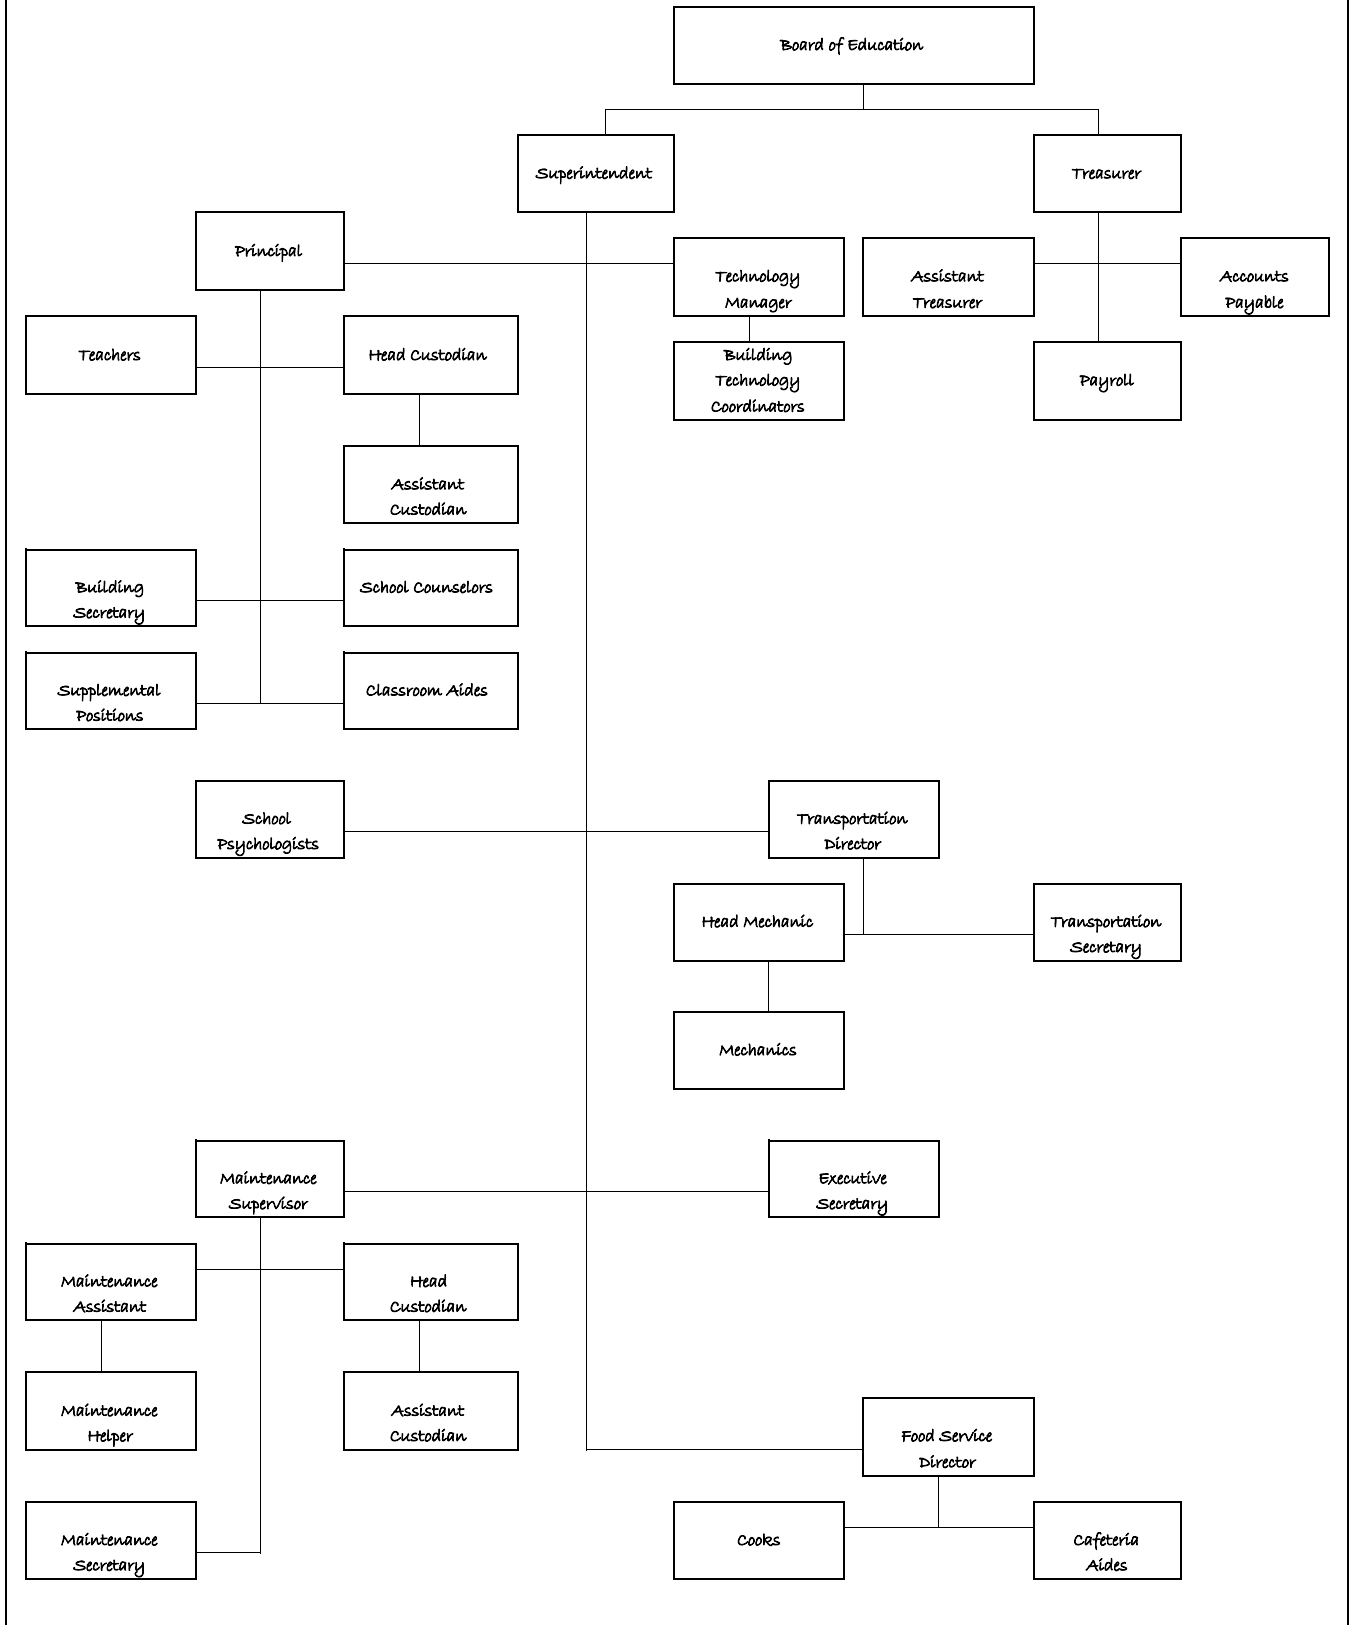 Board of Education
Superintendent
Treasurer
Principal
Technology
Manager
Assistant
Treasurer
Accounts
Payable
Teachers
Head Custodian
Building
Technology
Coordinators
Payroll
Assistant
Custodian
Building
Secretary
School Counselors
Supplemental
Positions
Classroom Aides
School
Psychologists
Transportation
Director
Head Mechanic
Transportation
Secretary
Mechanics
Maintenance
Supervisor
Executive
Secretary
Maintenance
Assistant
Head
Custodian
Maintenance
Helper
Assistant
Custodian
Food Service
Director
Maintenance
Secretary
Cooks
Cafeteria
Aides